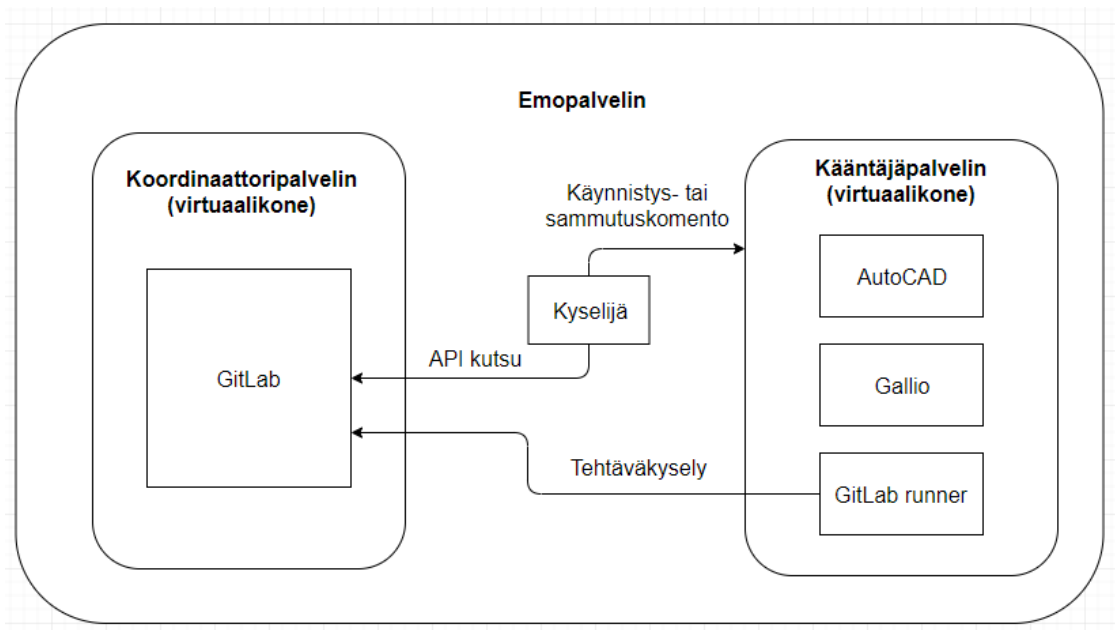 Emopalvelin
Koordinaattoripalvelin
(virtuaalikone)
GitLab
Käynnistys- tai
sammutuskomento
Kyselijä
API kutsu
Tehtäväkysely
Kääntäjäpalvelin
(virtuaalikone)
AutoCAD
Gallio
GitLab runner